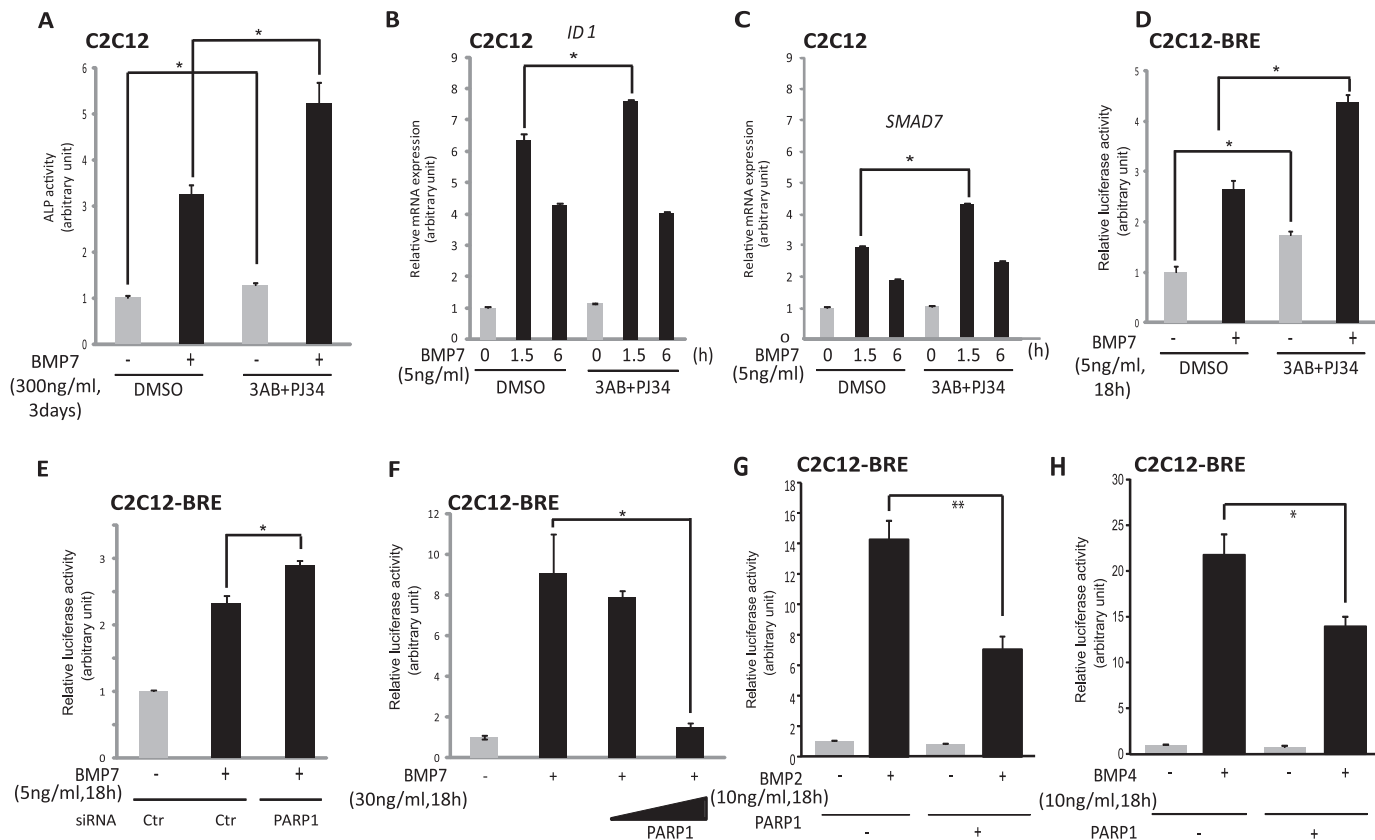 A
C2C12
*
*
ALP activity
(arbitrary unit)
6
5
4
3
2
1
0
- + - +
BMP7
(300ng/ml,
3days)
DMSO 3AB+PJ34
B
C2C12
ID1
*
Relative mRNA expression
(arbitrary unit)
9
8
7
6
5
4
3
2
1
0
BMP7 0 1.5 6 0 1.5 6 (h)
(5ng/ml)
DMSO 3AB+PJ34
C
C2C12
SMAD7
*
Relative mRNA expression
(arbitrary unit)
9
8
7
6
5
4
3
2
1
0
BMP7 0 1.5 6 0 1.5 6 (h)
(5ng/ml)
DMSO 3AB+PJ34
D
C2C12-BRE
*
*
Relative luciferase activity
(arbitrary unit)
5
4
3
2
1
0
- + - +
BMP7
(5ng/ml,
18h)
DMSO 3AB+PJ34
E
C2C12-BRE
*
Relative luciferase activity
(arbitrary unit)
3
2
1
0
BMP7 - + +
(5ng/ml,18h)
siRNA Ctr Ctr PARP1
F
C2C12-BRE
*
Relative luciferase activity
(arbitrary unit)
12
10
8
6
4
2
0
BMP7 - + + +
(30ng/ml,18h)
PARP1
G
C2C12-BRE
**
Relative luciferase activity
(arbitrary unit)
18
16
14
12
10
8
6
4
2
0
BMP2 - + - +
(10ng/ml,18h)
PARP1 - +
H
C2C12-BRE
*
Relative luciferase activity
(arbitrary unit)
30
25
20
15
10
5
0
BMP4 - + - +
(10ng/ml,18h)
PARP1 - +